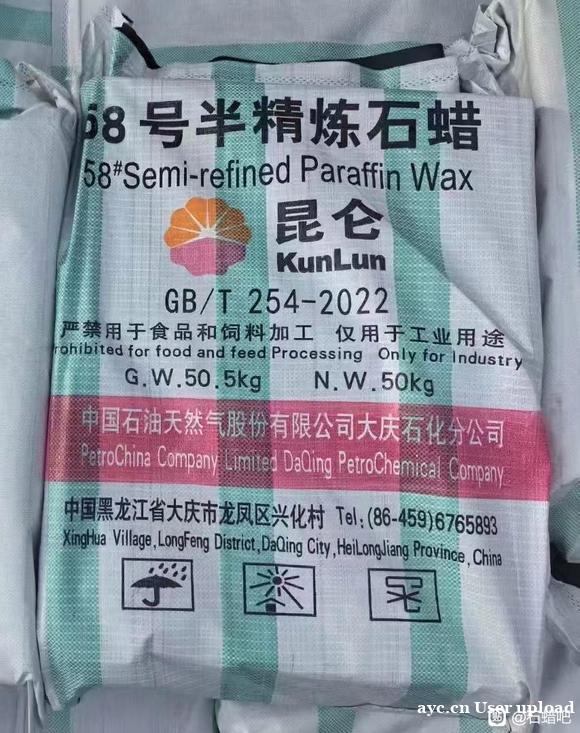 58号半精炼石蜡
58#Semi-refined Paraffin Wax
昆仑
KunLun
GB/T 254-2022
严禁用于食品和饲料加工 仅用于工业用途
rohibited for food and feed Processing Only for Industry
G.W.50.5kg N.W.50kg
中国石油天然气股份有限公司大庆石化分公司
PetroChina Company Limited DaQing PetroChemical Company
中国黑龙江省大庆市龙凤区兴化村 Tel:(86-459)6765893
XingHua Village,LongFeng District,DaQing City,HeiLongJiang Province,China
ayc.cn User upload
贴 @石蜡吧